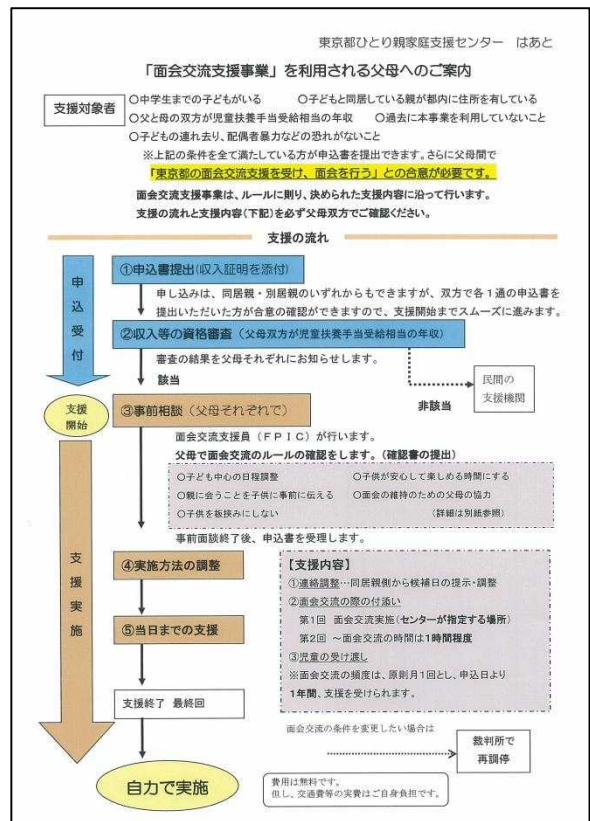 東京都ひとり親家庭支援センター　はあと
「面会交流支援事業」を利用される父母へのご案内
支援対象者
○中学生までの子どもがいる　○子どもと同居している親が都内に住所を有している
○父と母の双方が児童扶養手当受給相当の年収　○過去に本事業を利用していないこと
○子どもの連れ去り、配偶者暴力などの恐れがないこと
※上記の条件を全て満たしている方が申込書を提出できます。さらに父母間で
「東京都の面会交流支援を受け、面会を行う」との合意が必要です。
面会交流支援事業は、ルールに則り、決められた支援内容に沿って行います。
支援の流れと支援内容(下記)を必ず父母双方でご確認ください。
支援の流れ
申込受付
①申込書提出(収入証明を添付)
申し込みは、同居親・別居親のいずれからもできますが、双方で各1通の申込書を
提出いただいた方が合意の確認ができますので、支援開始までスムーズに進みます。
②収入等の資格審査（父母双方が児童扶養手当受給相当の年収）
審査の結果を父母それぞれにお知らせします。
該当
非該当
民間の
支援機関
支援
開始
③事前相談（父母それぞれで）
面会交流支援員（FPIC）が行います。
父母で面会交流のルールの確認をします。（確認書の提出）
○子ども中心の日程調整　○子供が安心して楽しめる時間にする
○親に会うことを子供に事前に伝える　○面会の維持のための父母の協力
○子供を板挟みにしない　（詳細は別紙参照）
事前面談終了後、申込書を受理します。
支援実施
④実施方法の調整
⑤当日までの支援
【支援内容】
①連絡調整…同居親側から候補日の提示・調整
②面会交流の際の付添い
第1回　面会交流実施（センターが指定する場所）
第2回　～面会交流の時間は1時間程度
③児童の受け渡し
※面会交流の頻度は、原則月1回とし、申込日より
1年間、支援を受けられます。
支援終了　最終回
面会交流の条件を変更したい場合は
裁判所で
再調停
自力で実施
費用は無料です。
但し、交通費等の実費はご自身負担です。